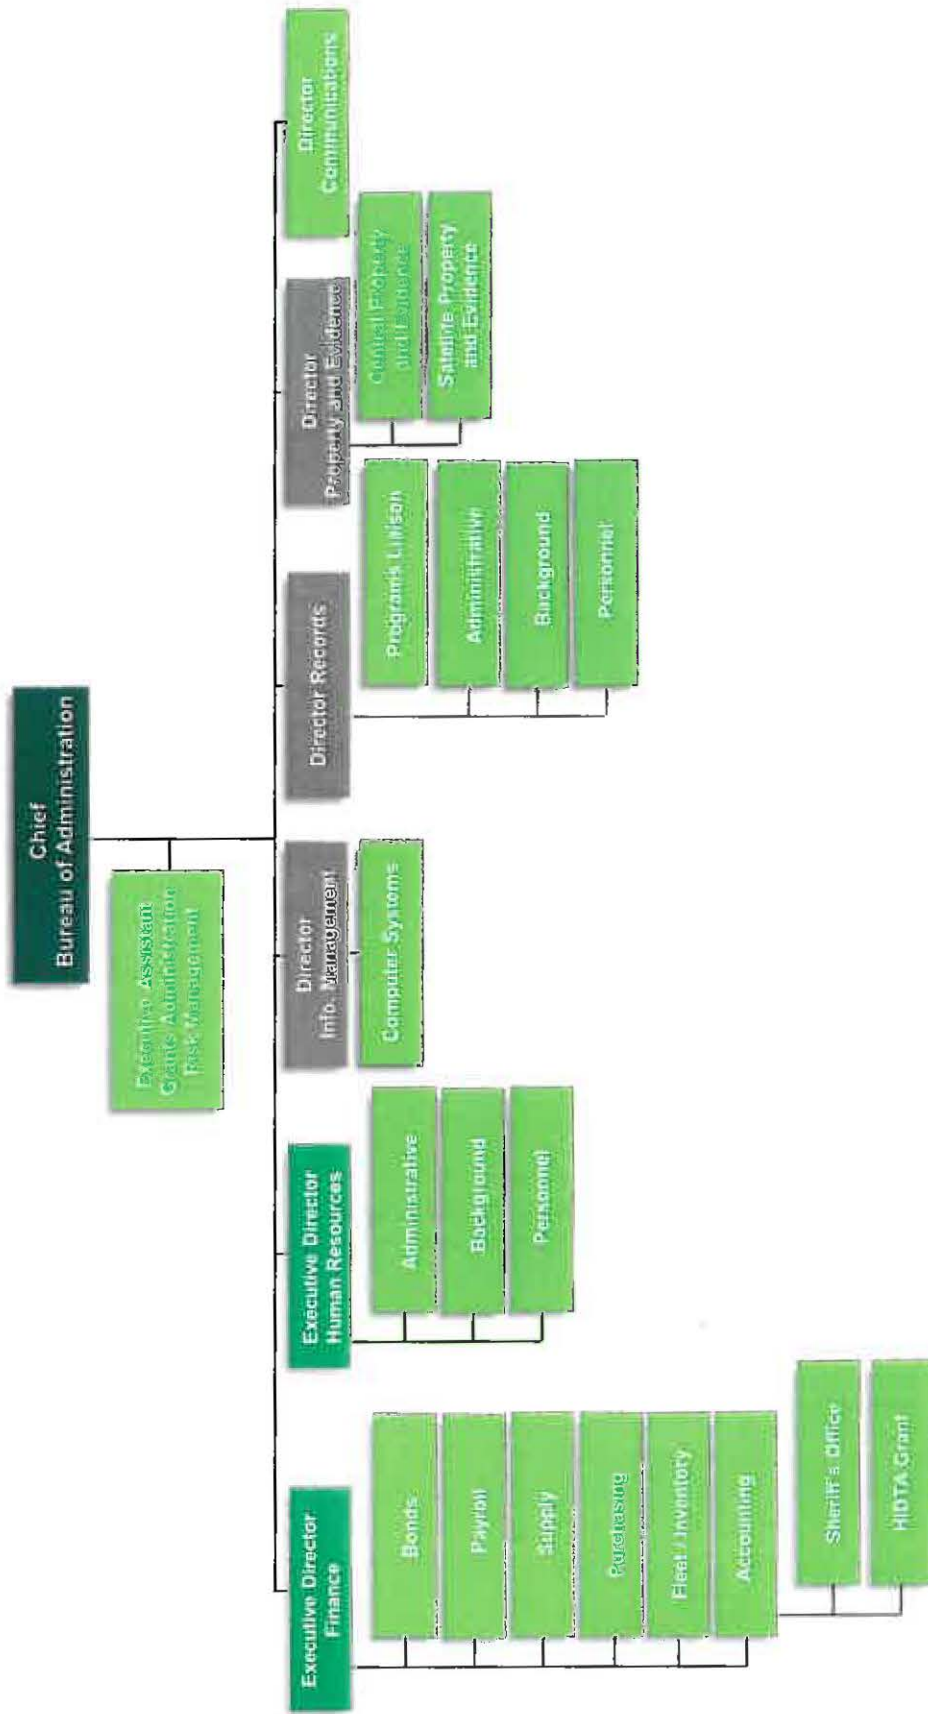 Chief
Bureau of Administration
Executive Assistant
Grants Administration
Risk Management
Executive Director
Finance
Bonds
Payroll
Supply
Purchasing
Fleet / Inventory
Accounting
Sheriff's Office
HIDTA Grant
Executive Director
Human Resources
Administrative
Background
Personnel
Director
Info. Management
Computer Systems
Director Records
Programs Liaison
Administrative
Background
Personnel
Director
Property and Evidence
Central Property
and Evidence
Satellite Property
and Evidence
Director
Communications